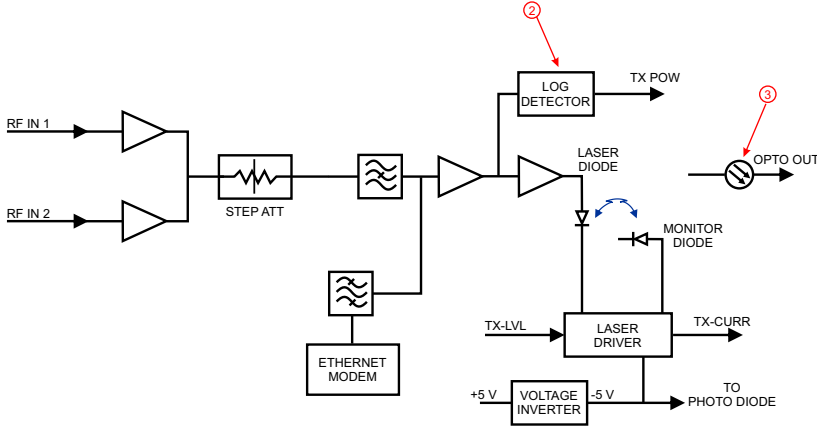 2
LOG
DETECTOR
TX POW
3
OPTO OUT
RF IN 1
LASER
DIODE
RF IN 2
STEP ATT
MONITOR
DIODE
ETHERNET
MODEM
TX-LVL
LASER
DRIVER
TX-CURR
+5 V
VOLTAGE
INVERTER
-5 V
TO
PHOTO DIODE